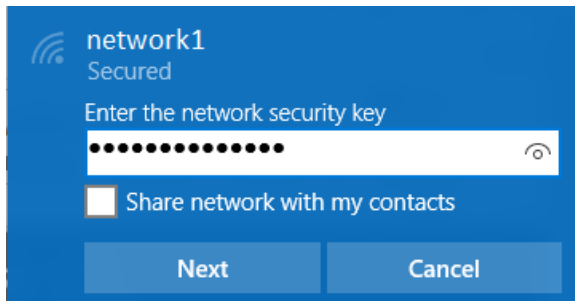 network1
Secured
Enter the network security key
••••••••••••••
Share network with my contacts
Next Cancel